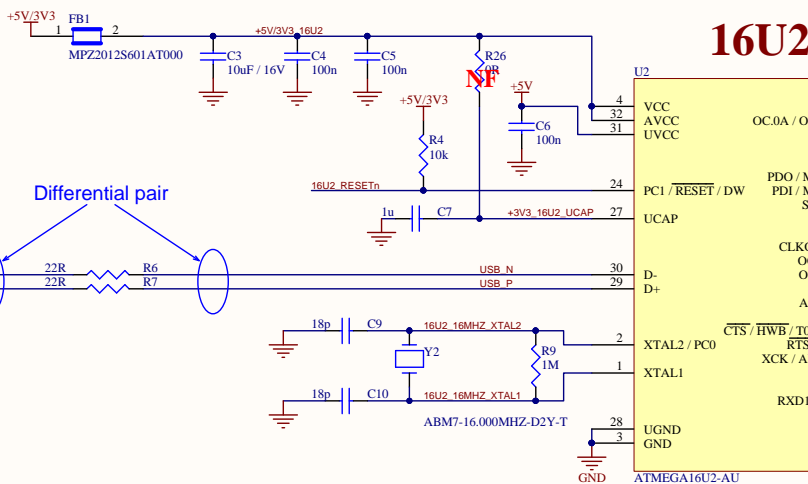 +5V/3V3
FB1
1
2
MPZ2012S601AT000
+5V/3V3_16U2
C3
10uF / 16V
C4
100n
C5
100n
R26
0R
NF
16U2
U2
+5V/3V3
R4
10k
+5V
C6
100n
4
VCC
32
AVCC
31
UVCC
OC.0A / O
PDO / M
PDI / M
S
16U2_RESETn
24
PC1 / RESET / DW
1u
C7
+3V3_16U2_UCAP
27
UCAP
Differential pair
CLKO
OC
O
A
22R
R6
USB_N
30
D-
22R
R7
USB_P
29
D+
18p
C9
16U2_16MHZ_XTAL2
2
XTAL2 / PC0
CTS / HWB / T0
RTS
XCK / A
Y2
R9
1M
1
XTAL1
18p
C10
16U2_16MHZ_XTAL1
RXD1
ABM7-16.000MHZ-D2Y-T
28
UGND
3
GND
GND
ATMEGA16U2-AU